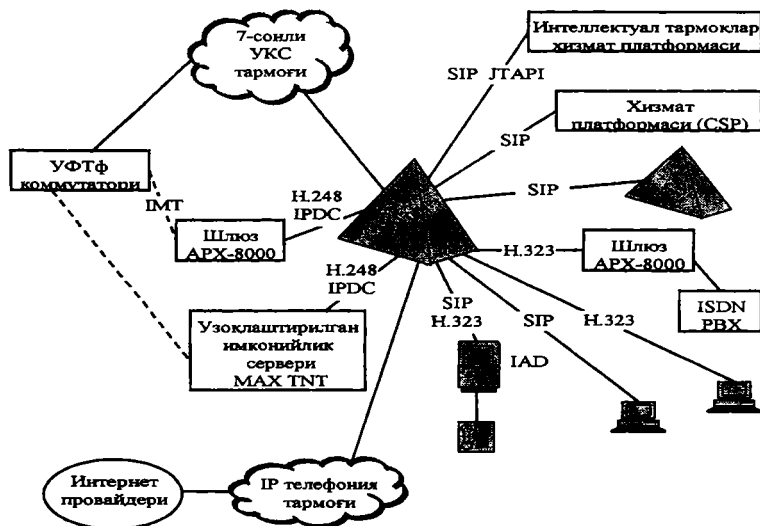 7-сонли
УКС
тармоғи
Интеллектуал тармоклар
хизмат платформаси
SIP JTAPI
Хизмат
платформаси (CSP)
SIP
УФТф
коммутатори
SIP
IMT
H.248
IPDC
Шлюз
APX-8000
H.323
Шлюз
APX-8000
H.248
IPDC
ISDN
PBX
SIP
H.323
SIP
H.323
Узоклаштирилган
имконийлик
сервери
MAX TNT
IAD
Интернет
провайдери
IP телефония
тармоғи